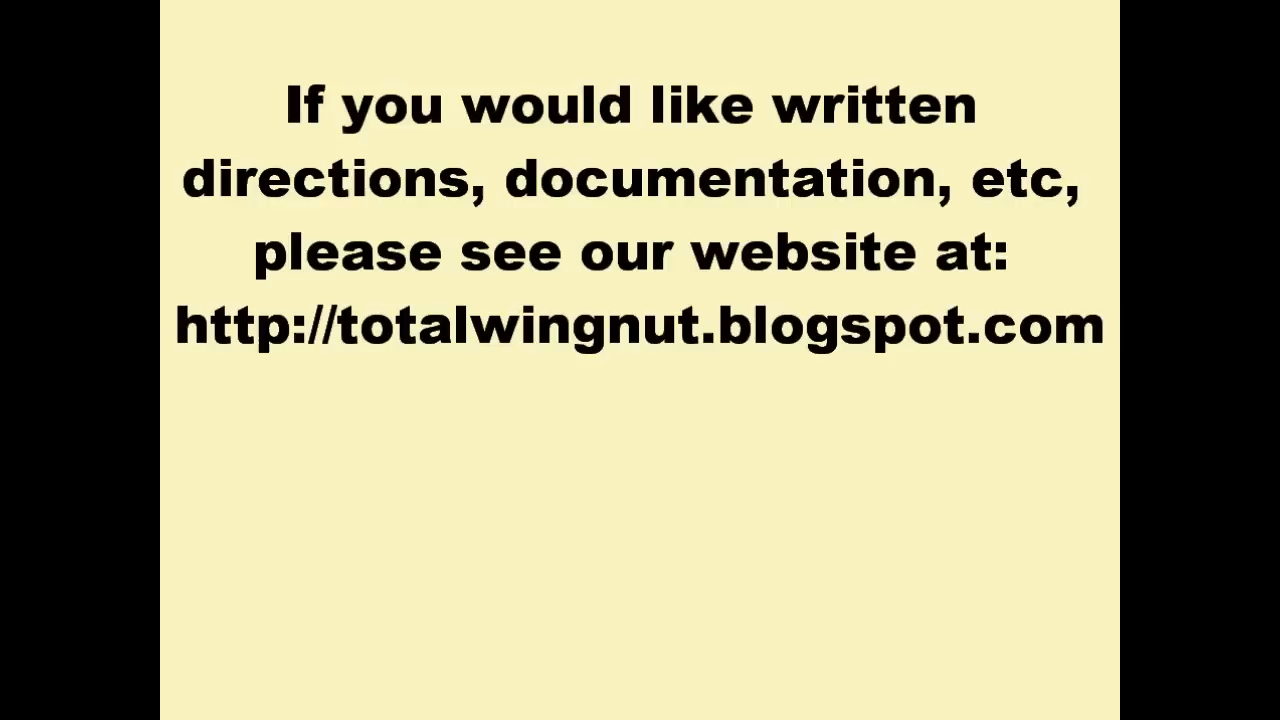 If you would like written
directions, documentation, etc,
please see our website at:
http://totalwingnut.blogspot.com